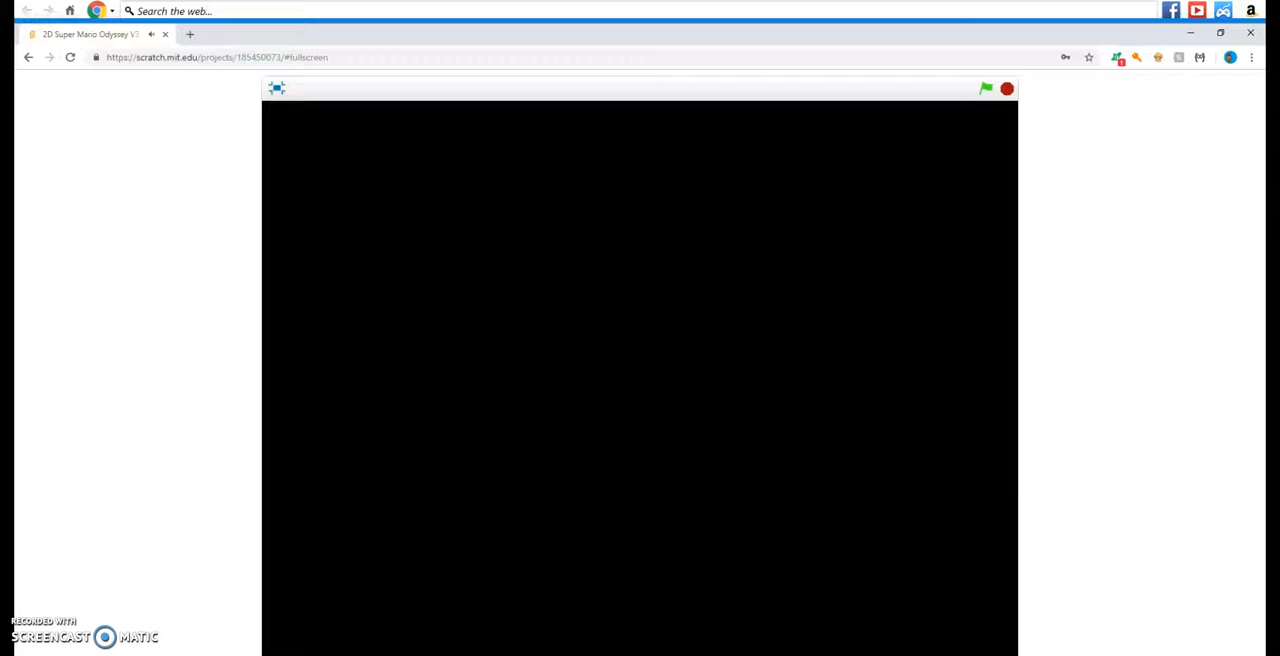 Search the web...
2D Super Mario Odyssey V3
https://scratch.mit.edu/projects/185450073/#fullscreen
1
RECORDED WITH
SCREENCAST MATIC